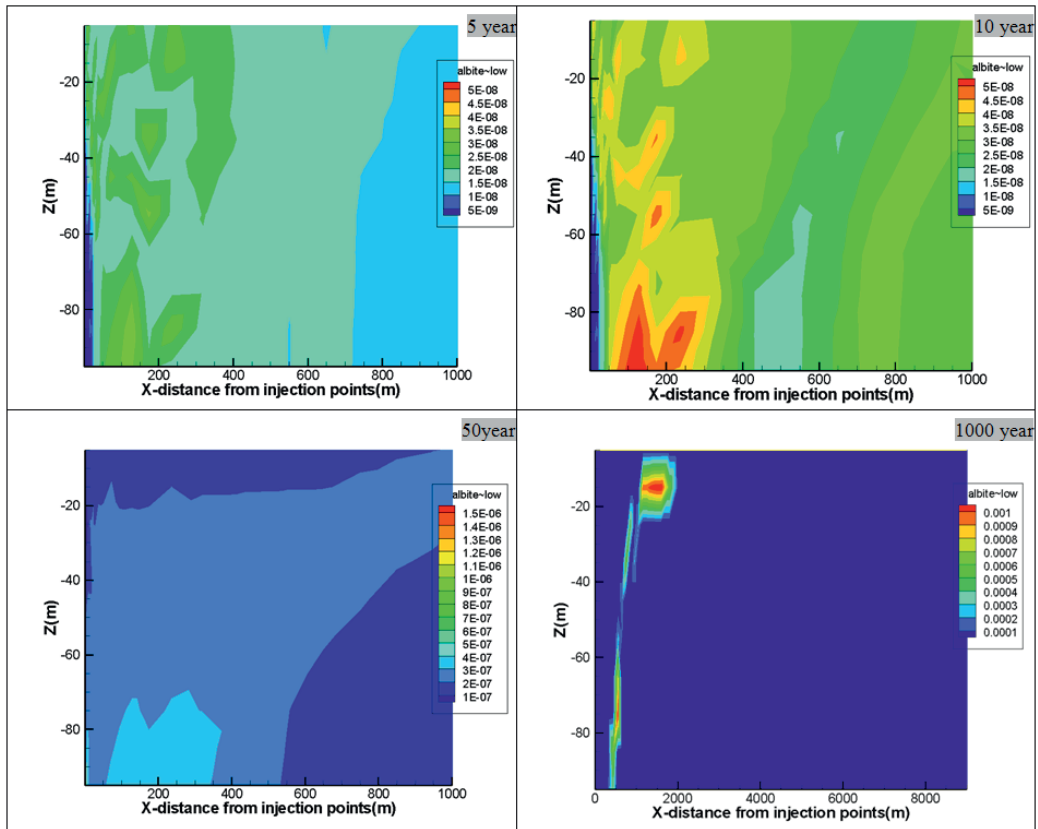 5 year
albite~low
5E-08
4.5E-08
4E-08
3.5E-08
3E-08
2.5E-08
2E-08
1.5E-08
1E-08
5E-09
Z(m)
-20
-40
-60
-80
200
400
600
800
1000
X-distance from injection points(m)
10 year
albite~low
5E-08
4.5E-08
4E-08
3.5E-08
3E-08
2.5E-08
2E-08
1.5E-08
1E-08
5E-09
Z(m)
-20
-40
-60
-80
200
400
600
800
1000
X-distance from injection points(m)
50year
albite~low
1.5E-06
1.4E-06
1.3E-06
1.2E-06
1.1E-06
1E-06
9E-07
8E-07
7E-07
6E-07
5E-07
4E-07
3E-07
2E-07
1E-07
Z(m)
-20
-40
-60
-80
200
400
600
800
1000
X-distance from injection points(m)
1000 year
albite~low
0.001
0.0009
0.0008
0.0007
0.0006
0.0005
0.0004
0.0003
0.0002
0.0001
Z(m)
-20
-40
-60
-80
0
2000
4000
6000
8000
X-distance from injection points(m)